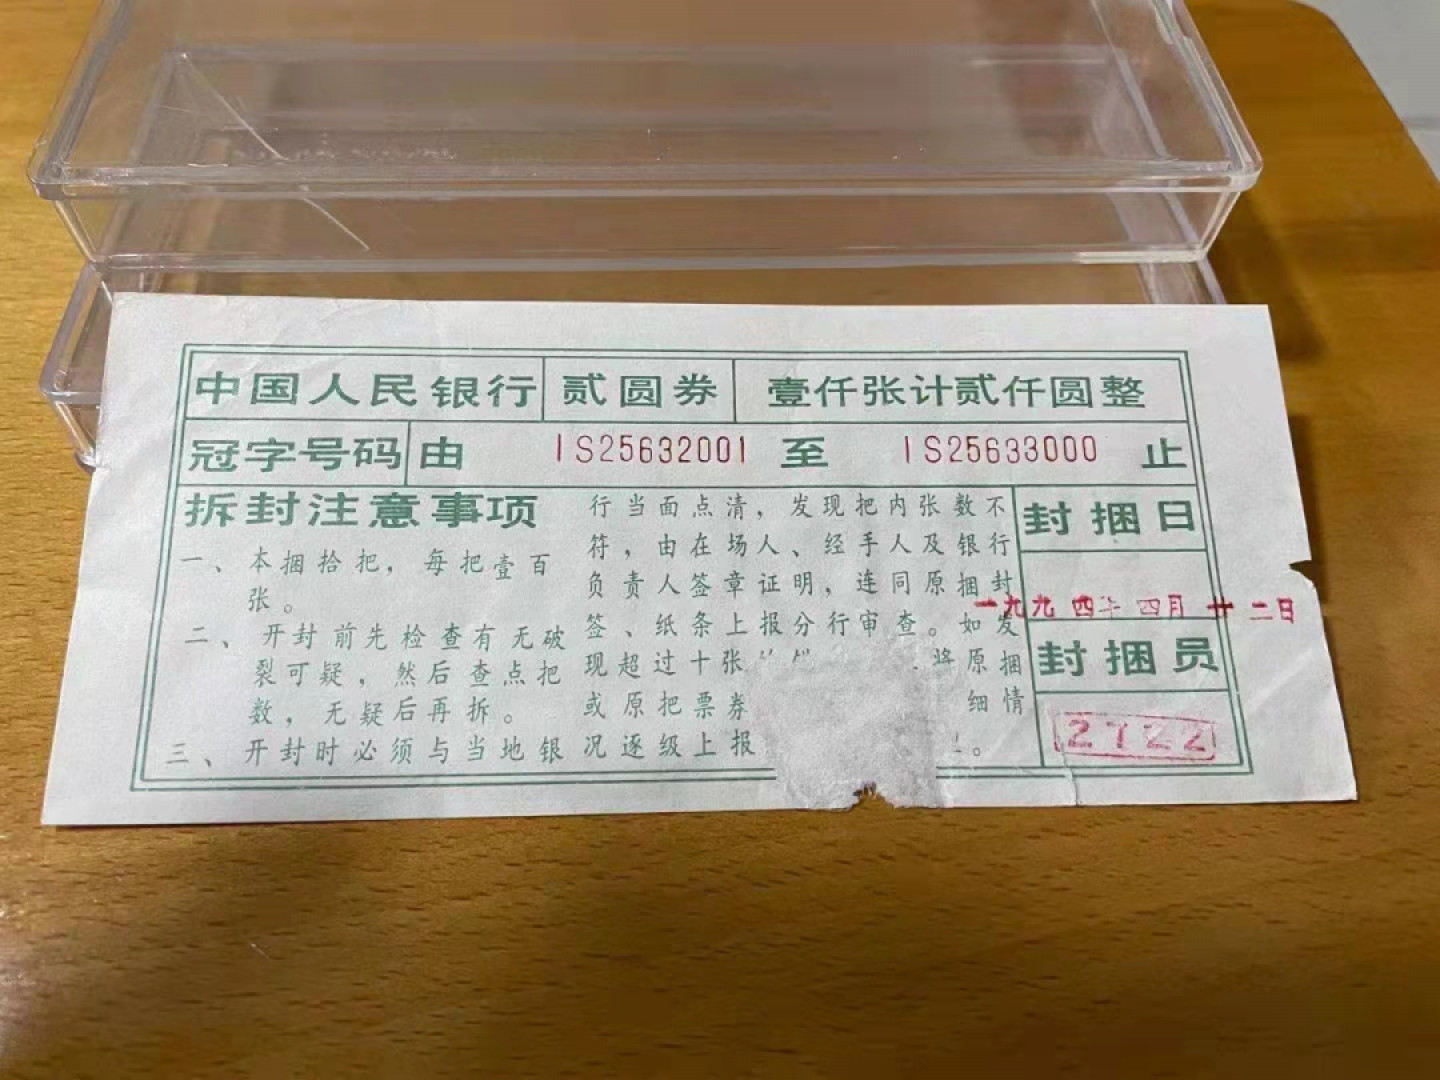 中国人民银行 贰圆券 壹仟张计贰仟圆整
冠字号码 由 IS25632001 至 IS25633000 止
拆封注意事项
一、本捆拾把，每把壹百
张。
二、开封前先检查有无破
裂可疑，然后查点把
数，无疑后再拆。
三、开封时必须与当地银
行当面点清，发现把内张数不
符，由在场人、经手人及银行
负责人签章证明，连同原捆封
签、纸条上报分行审查。如发
现超过十张 将原捆
或原把票券 细情
况逐级上报 。
封捆日
一九九四年四月廿二日
封捆员
2722